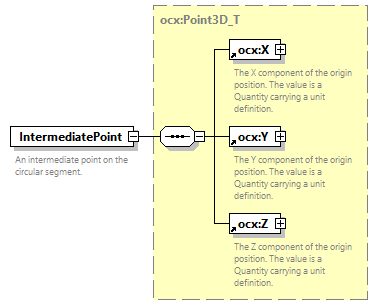 ocx:Point3D_T
ocx:X
The X component of the origin
position. The value is a
Quantity carrying a unit
definition.
IntermediatePoint
An intermediate point on the
circular segment.
ocx:Y
The Y component of the origin
position. The value is a
Quantity carrying a unit
definition.
ocx:Z
The Z component of the origin
position. The value is a
Quantity carrying a unit
definition.